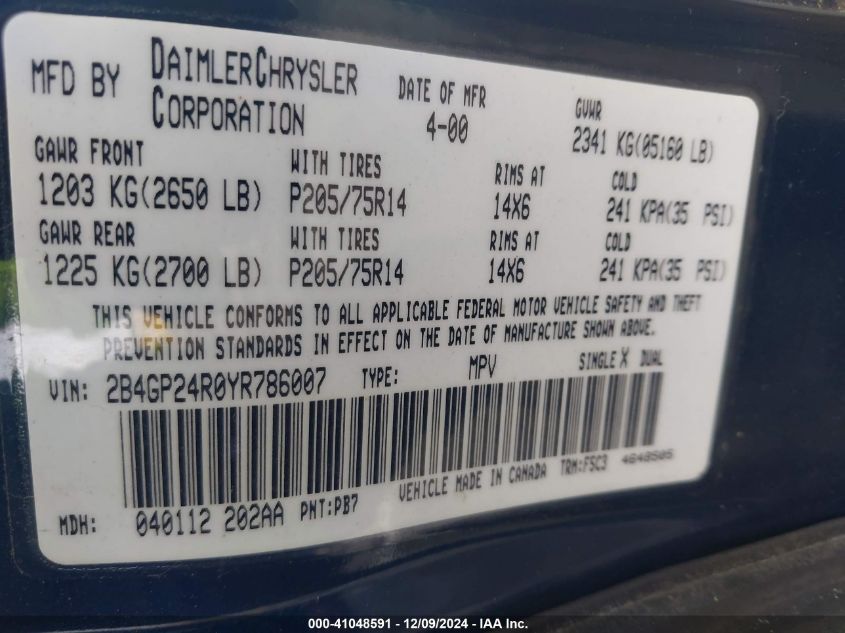 MFD BY DAIMLERCHRYSLER CORPORATION DATE OF MFR 4-00 GVWR 2341 KG(05160 LB)
GAWR FRONT WITH TIRES RIMS AT COLD
1203 KG(2650 LB) P205/75R14 14X6 241 KPA(35 PSI)
GAWR REAR WITH TIRES RIMS AT COLD
1225 KG(2700 LB) P205/75R14 14X6 241 KPA(35 PSI)
THIS VEHICLE CONFORMS TO ALL APPLICABLE FEDERAL MOTOR VEHICLE SAFETY AND THEFT
PREVENTION STANDARDS IN EFFECT ON THE DATE OF MANUFACTURE SHOWN ABOVE.
VIN: 2B4GP24R0YR786007 TYPE: MPV SINGLE X DUAL
VEHICLE MADE IN CANADA TRM:F5C3 4648505
MDH: 040112 202AA PNT:PB7
000-41048591 - 12/09/2024 - IAA Inc.